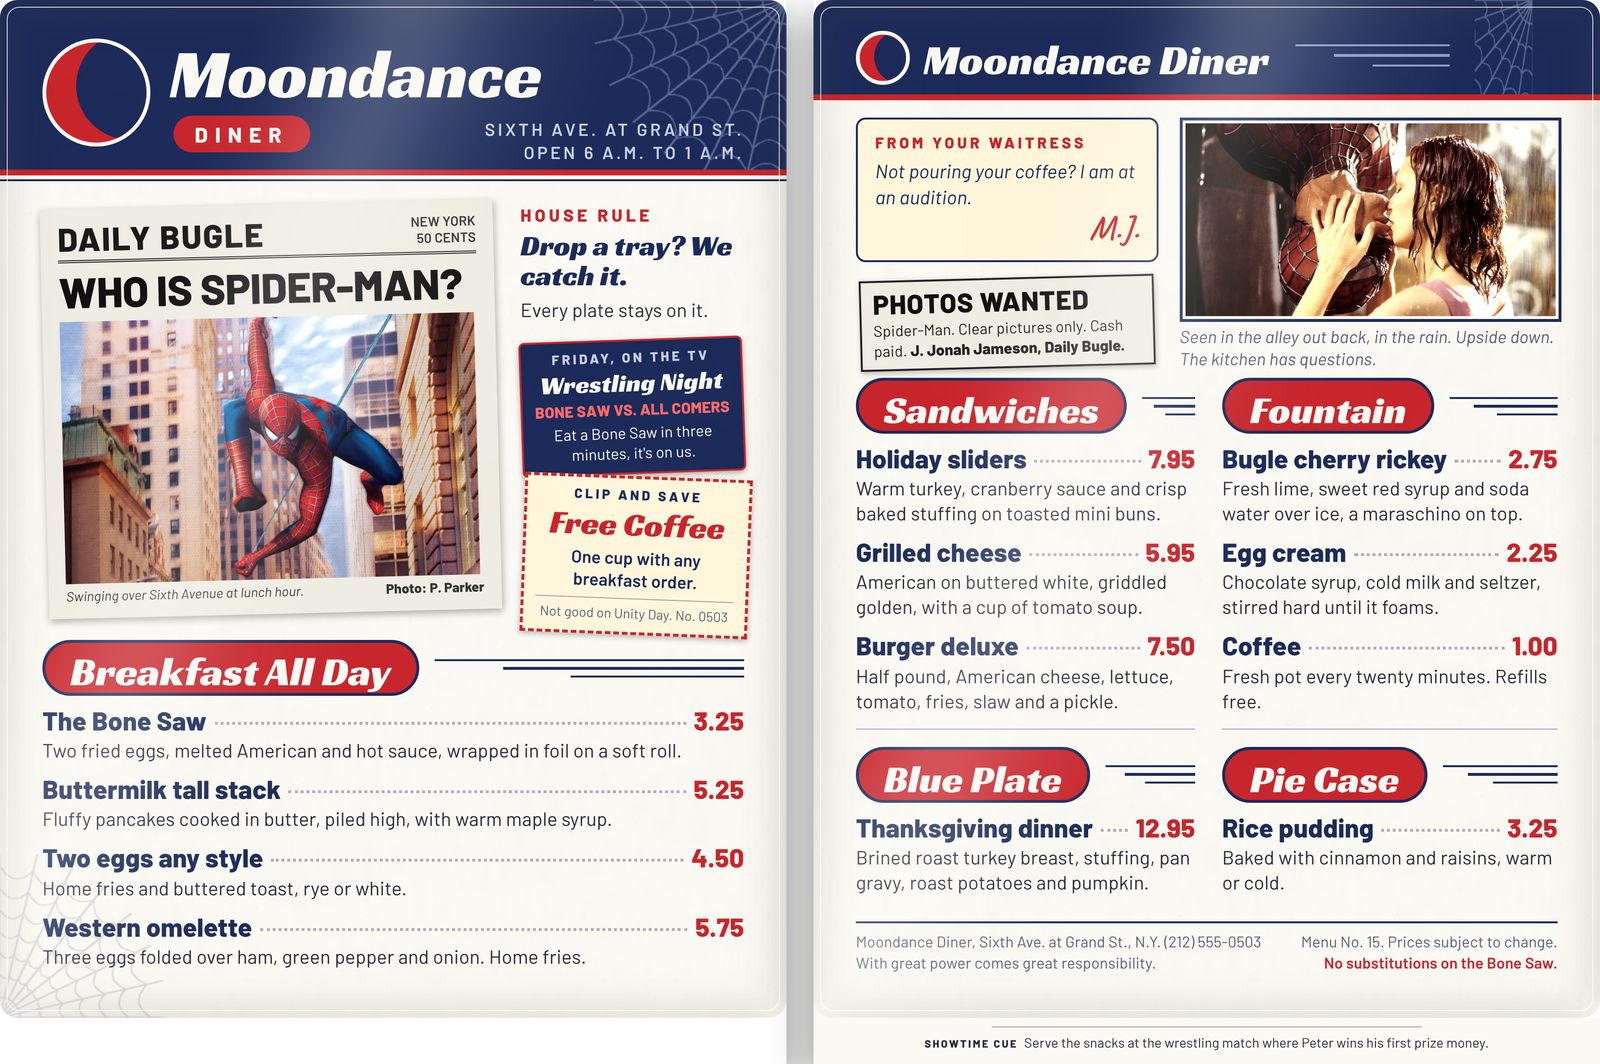 Moondance
DINER
SIXTH AVE. AT GRAND ST.
OPEN 6 A.M. TO 1 A.M.
DAILY BUGLE
NEW YORK
50 CENTS
WHO IS SPIDER-MAN?
Swinging over Sixth Avenue at lunch hour.
Photo: P. Parker
HOUSE RULE
Drop a tray? We
catch it.
Every plate stays on it.
FRIDAY, ON THE TV
Wrestling Night
BONE SAW VS. ALL COMERS
Eat a Bone Saw in three
minutes, it's on us.
CLIP AND SAVE
Free Coffee
One cup with any
breakfast order.
Not good on Unity Day. No. 0503
Breakfast All Day
The Bone Saw 3.25
Two fried eggs, melted American and hot sauce, wrapped in foil on a soft roll.
Buttermilk tall stack 5.25
Fluffy pancakes cooked in butter, piled high, with warm maple syrup.
Two eggs any style 4.50
Home fries and buttered toast, rye or white.
Western omelette 5.75
Three eggs folded over ham, green pepper and onion. Home fries.
Moondance Diner
FROM YOUR WAITRESS
Not pouring your coffee? I am at
an audition.
M.J.
PHOTOS WANTED
Spider-Man. Clear pictures only. Cash
paid. J. Jonah Jameson, Daily Bugle.
Seen in the alley out back, in the rain. Upside down.
The kitchen has questions.
Sandwiches
Holiday sliders 7.95
Warm turkey, cranberry sauce and crisp
baked stuffing on toasted mini buns.
Grilled cheese 5.95
American on buttered white, griddled
golden, with a cup of tomato soup.
Burger deluxe 7.50
Half pound, American cheese, lettuce,
tomato, fries, slaw and a pickle.
Fountain
Bugle cherry rickey 2.75
Fresh lime, sweet red syrup and soda
water over ice, a maraschino on top.
Egg cream 2.25
Chocolate syrup, cold milk and seltzer,
stirred hard until it foams.
Coffee 1.00
Fresh pot every twenty minutes. Refills
free.
Blue Plate
Thanksgiving dinner 12.95
Brined roast turkey breast, stuffing, pan
gravy, roast potatoes and pumpkin.
Pie Case
Rice pudding 3.25
Baked with cinnamon and raisins, warm
or cold.
Moondance Diner, Sixth Ave. at Grand St., N.Y. (212) 555-0503
With great power comes great responsibility.
Menu No. 15. Prices subject to change.
No substitutions on the Bone Saw.
SHOWTIME CUE Serve the snacks at the wrestling match where Peter wins his first prize money.